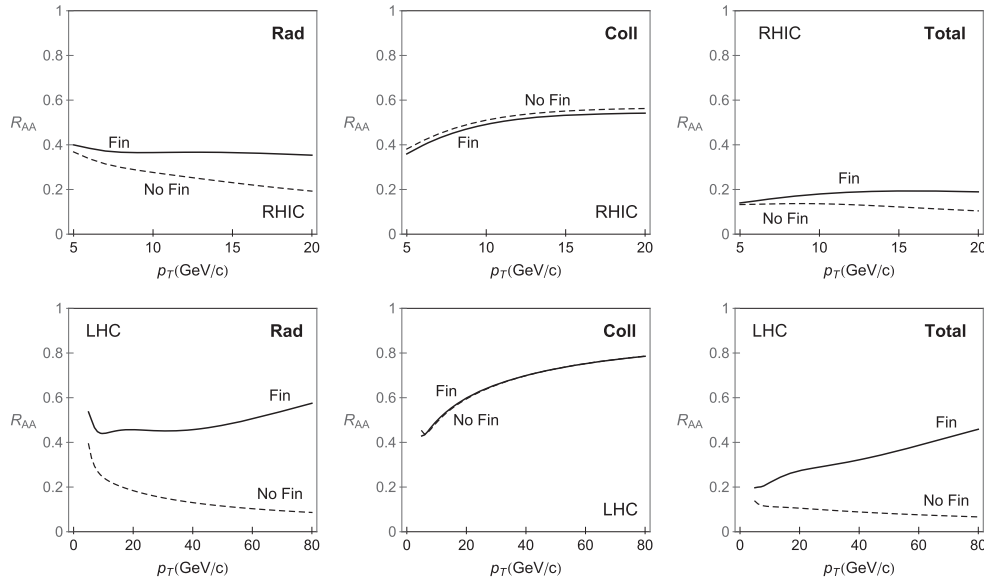 1
Rad
0.8
0.6
R_AA
Fin
0.4
0.2
No Fin
RHIC
0
5 10 15 20
p_T(GeV/c)
1
Coll
0.8
0.6
No Fin
R_AA
Fin
0.4
0.2
RHIC
0
5 10 15 20
p_T(GeV/c)
1
RHIC Total
0.8
0.6
R_AA
0.4
Fin
0.2
No Fin
0
5 10 15 20
p_T(GeV/c)
1
LHC Rad
0.8
0.6
Fin
R_AA
0.4
0.2
No Fin
0
0 20 40 60 80
p_T(GeV/c)
1
Coll
0.8
0.6
Fin
No Fin
R_AA
0.4
0.2
LHC
0
0 20 40 60 80
p_T(GeV/c)
1
LHC Total
0.8
0.6
R_AA
Fin
0.4
0.2
No Fin
0
0 20 40 60 80
p_T(GeV/c)